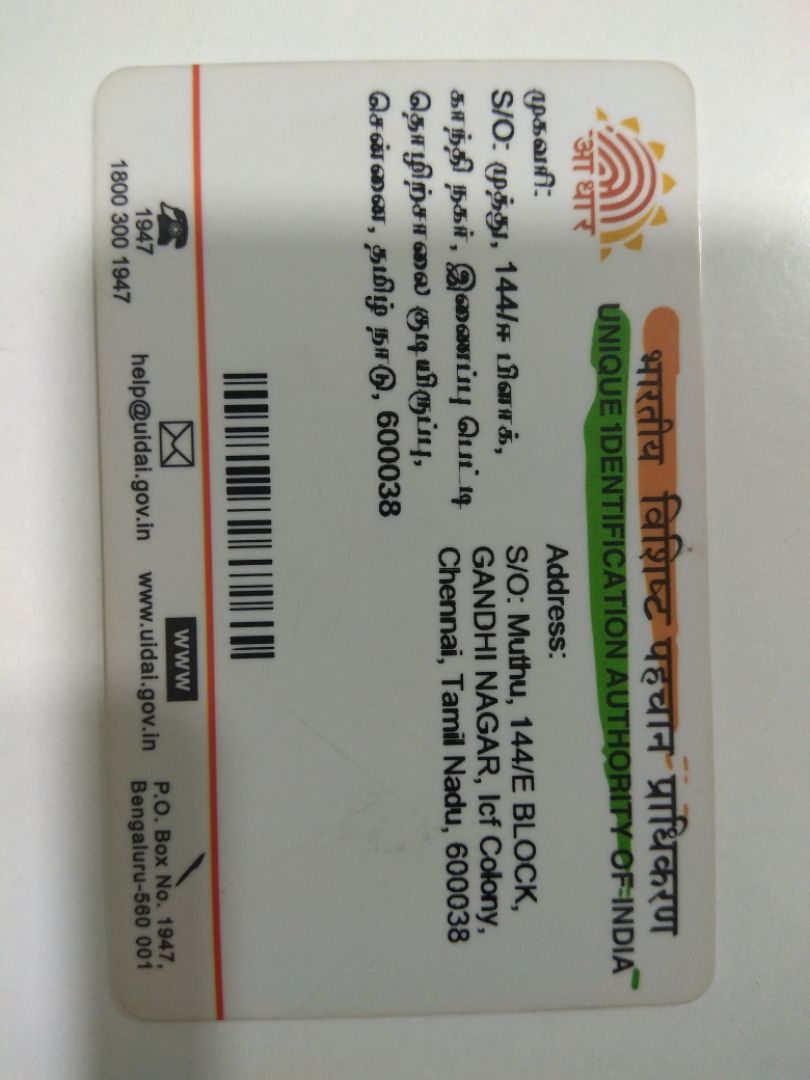 आधार
भारतीय विशिष्ट पहचान प्राधिकरण
UNIQUE IDENTIFICATION AUTHORITY OF INDIA
முகவரி:
S/O: முத்து, 144/ஈ பிளாக்,
காந்தி நகர், இணைப்பு பெட்டி
தொழிற்சாலை குடியிருப்பு,
சென்னை, தமிழ் நாடு, 600038
Address:
S/O: Muthu, 144/E BLOCK,
GANDHI NAGAR, Icf Colony,
Chennai, Tamil Nadu, 600038
1947
1800 300 1947
help@uidai.gov.in
www
www.uidai.gov.in
P.O. Box No. 1947,
Bengaluru-560 001